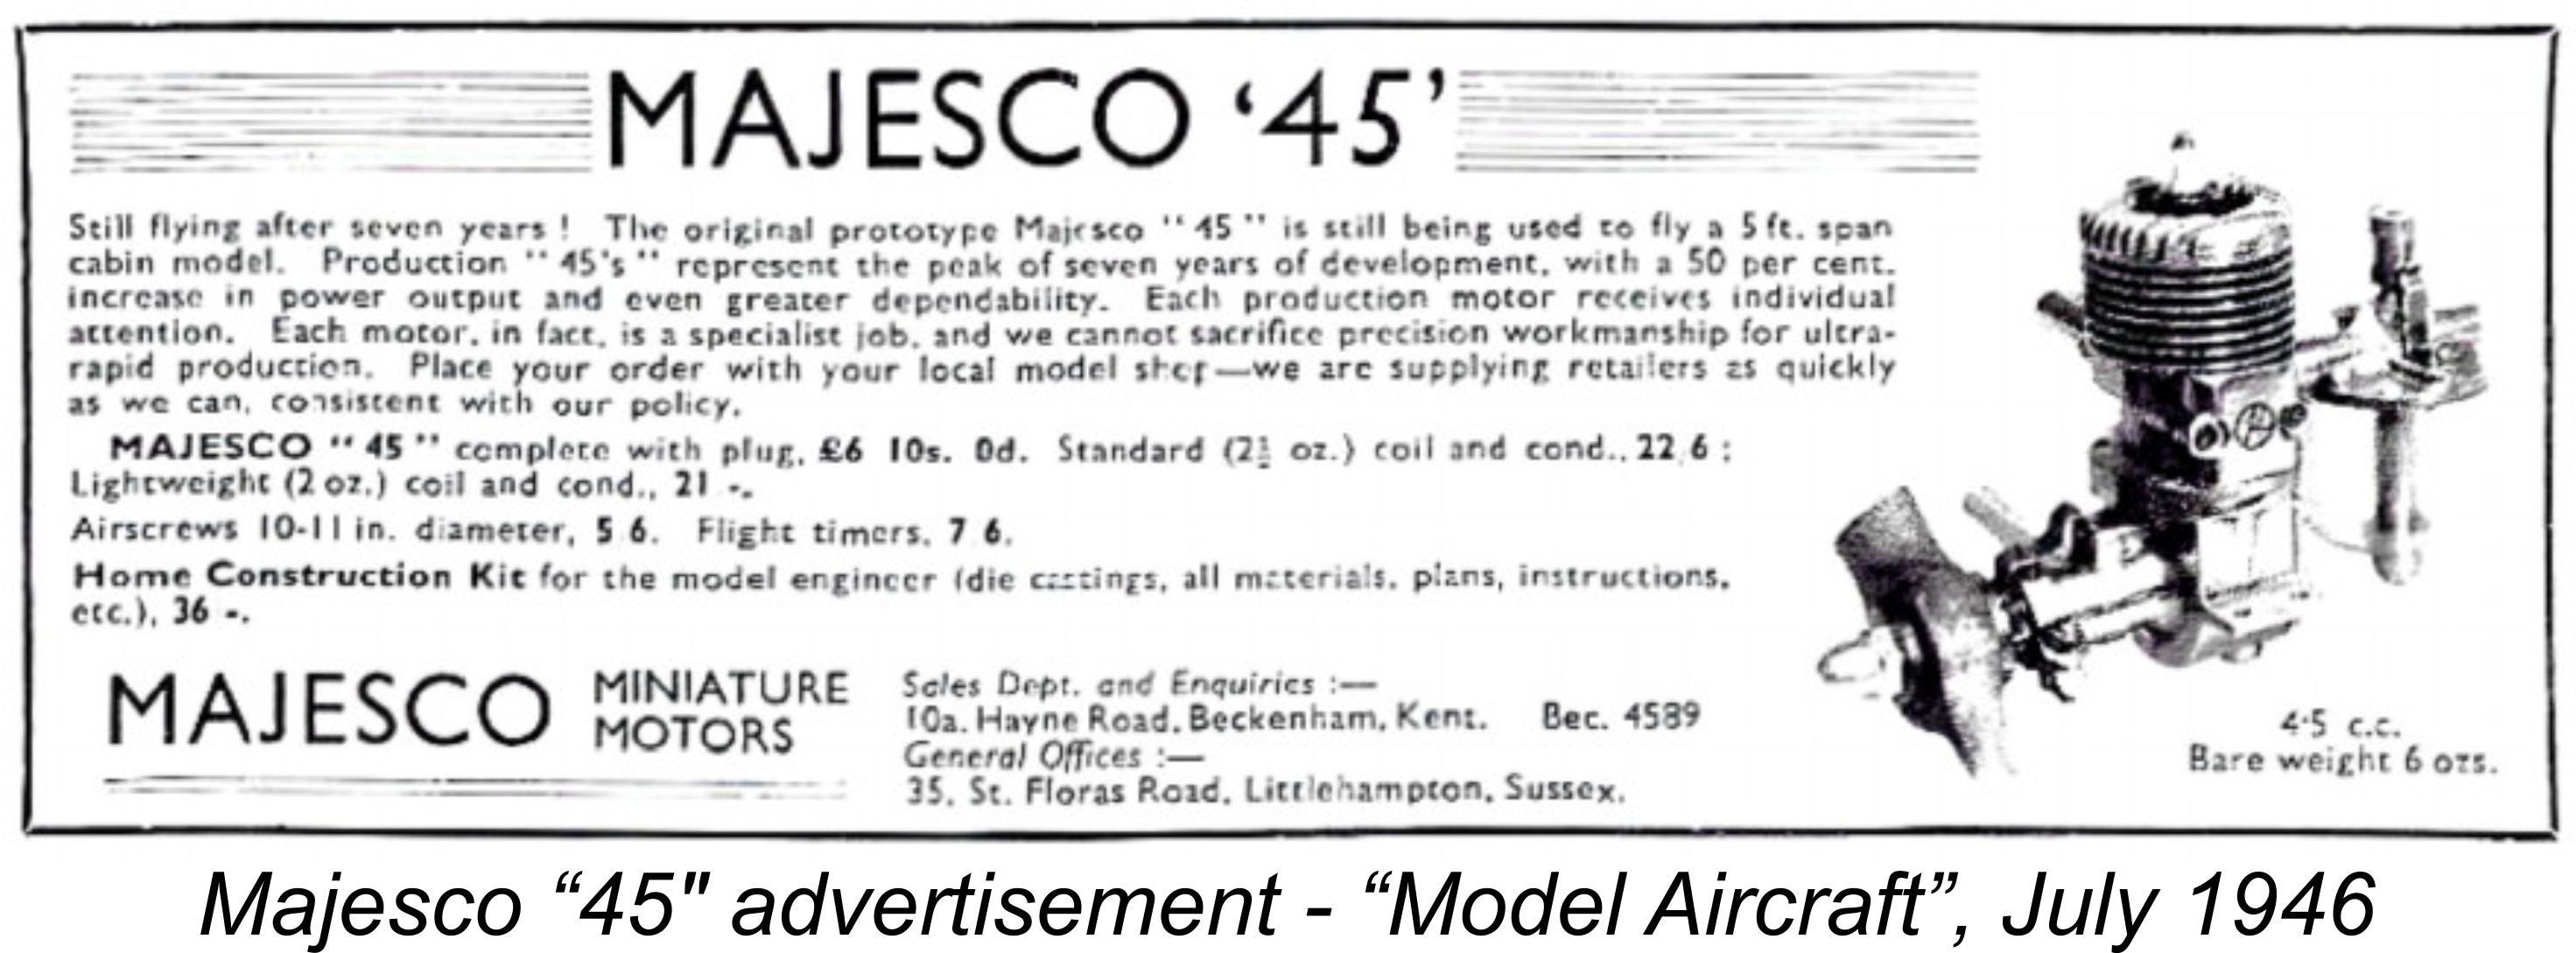 MAJESCO ‘45’
Still flying after seven years ! The original prototype Majesco “ 45 ” is still being used to fly a 5 ft. span
cabin model. Production “ 45's ” represent the peak of seven years of development, with a 50 per cent.
increase in power output and even greater dependability. Each production motor receives individual
attention. Each motor, in fact, is a specialist job, and we cannot sacrifice precision workmanship for ultra-
rapid production. Place your order with your local model shop—we are supplying retailers as quickly
as we can, consistent with our policy.
MAJESCO “ 45 ” complete with plug, £6 10s. 0d. Standard (2½ oz.) coil and cond., 22 6 ;
Lightweight (2 oz.) coil and cond., 21 -.
Airscrews 10-11 in. diameter, 5 6. Flight timers, 7 6.
Home Construction Kit for the model engineer (die castings, all materials, plans, instructions,
etc.), 36 -.
MAJESCO MINIATURE MOTORS
Sales Dept. and Enquiries :—
10a, Hayne Road, Beckenham, Kent. Bec. 4589
General Offices :—
35, St. Floras Road, Littlehampton, Sussex.
4·5 c.c.
Bare weight 6 ozs.
Majesco “45" advertisement - “Model Aircraft”, July 1946